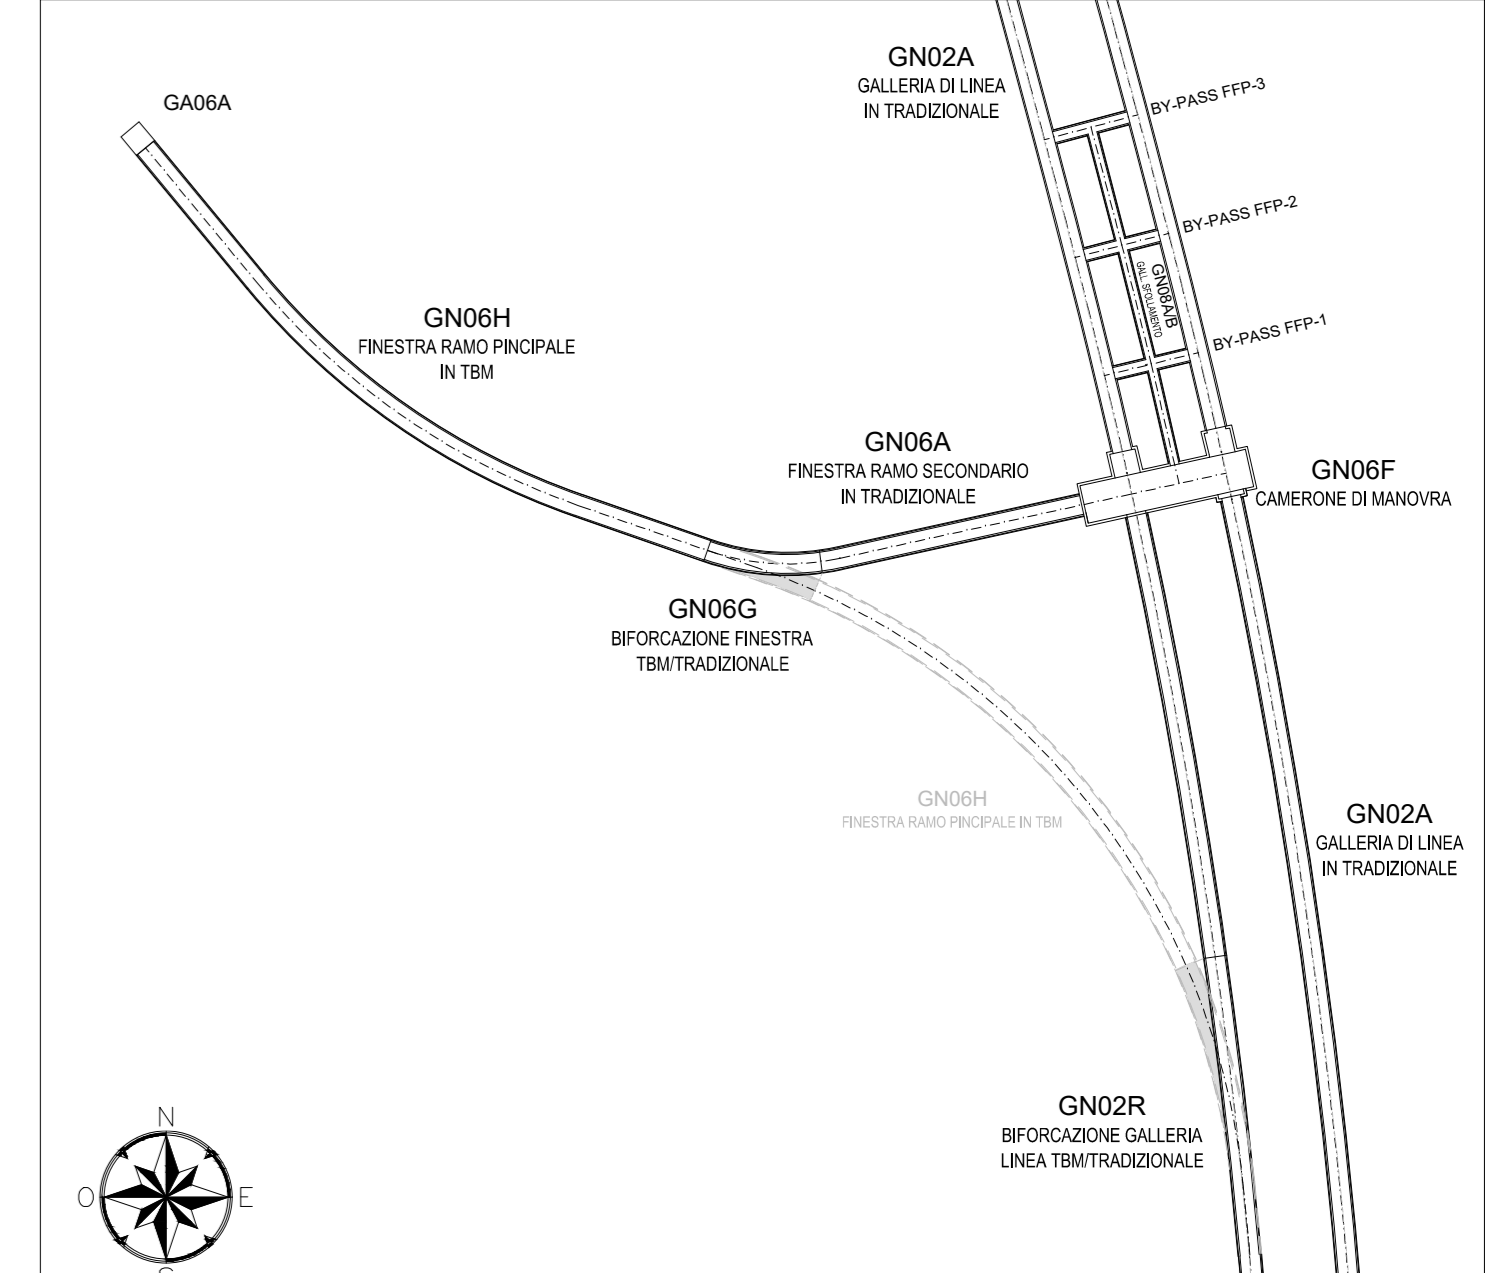 GN02A
GALLERIA DI LINEA
IN TRADIZIONALE
GA06A
BY-PASS FFP-3
BY-PASS FFP-2
GN08A/B
GALL. SFOLLAMENTO
BY-PASS FFP-1
GN06H
FINESTRA RAMO PINCIPALE
IN TBM
GN06A
FINESTRA RAMO SECONDARIO
IN TRADIZIONALE
GN06F
CAMERONE DI MANOVRA
GN06G
BIFORCAZIONE FINESTRA
TBM/TRADIZIONALE
GN06H
FINESTRA RAMO PINCIPALE IN TBM
GN02A
GALLERIA DI LINEA
IN TRADIZIONALE
GN02R
BIFORCAZIONE GALLERIA
LINEA TBM/TRADIZIONALE
N
O
E
S